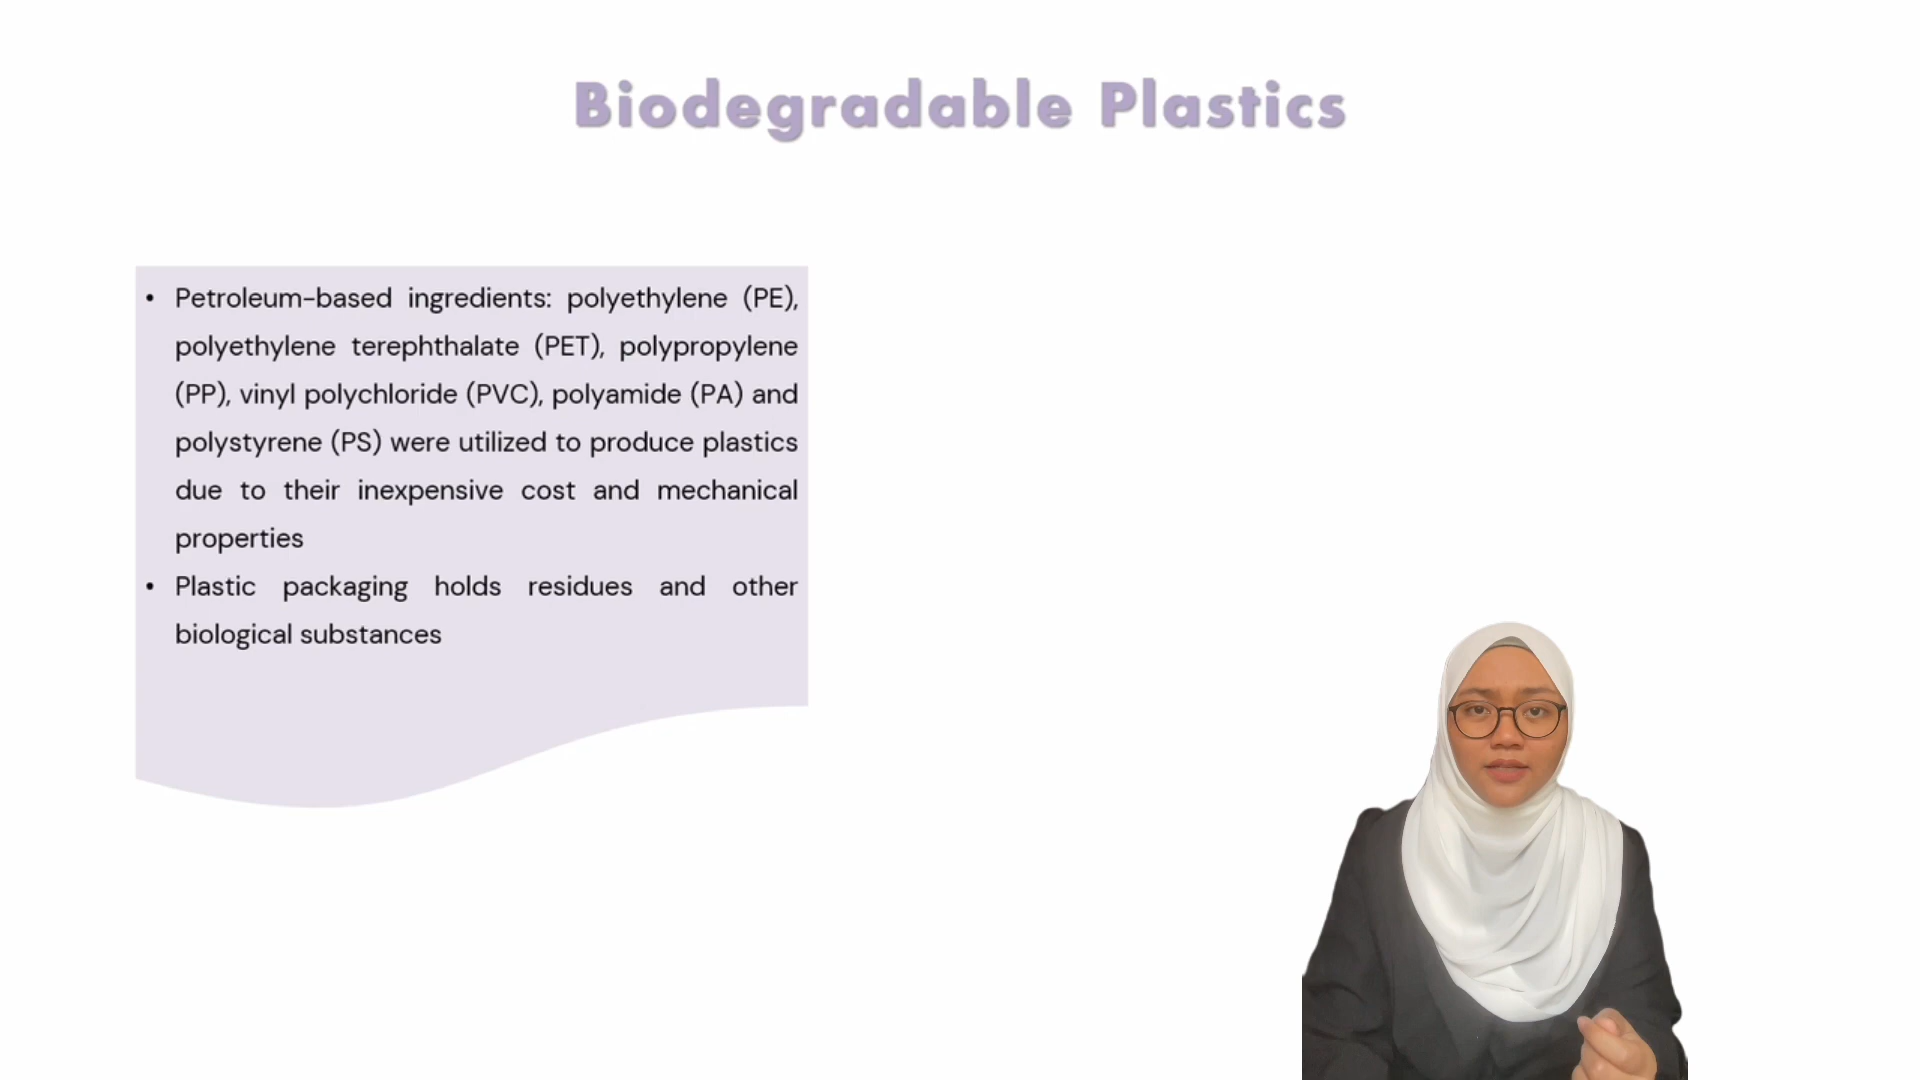 Biodegradable Plastics
• Petroleum-based ingredients: polyethylene (PE),
polyethylene terephthalate (PET), polypropylene
(PP), vinyl polychloride (PVC), polyamide (PA) and
polystyrene (PS) were utilized to produce plastics
due to their inexpensive cost and mechanical
properties
• Plastic packaging holds residues and other
biological substances